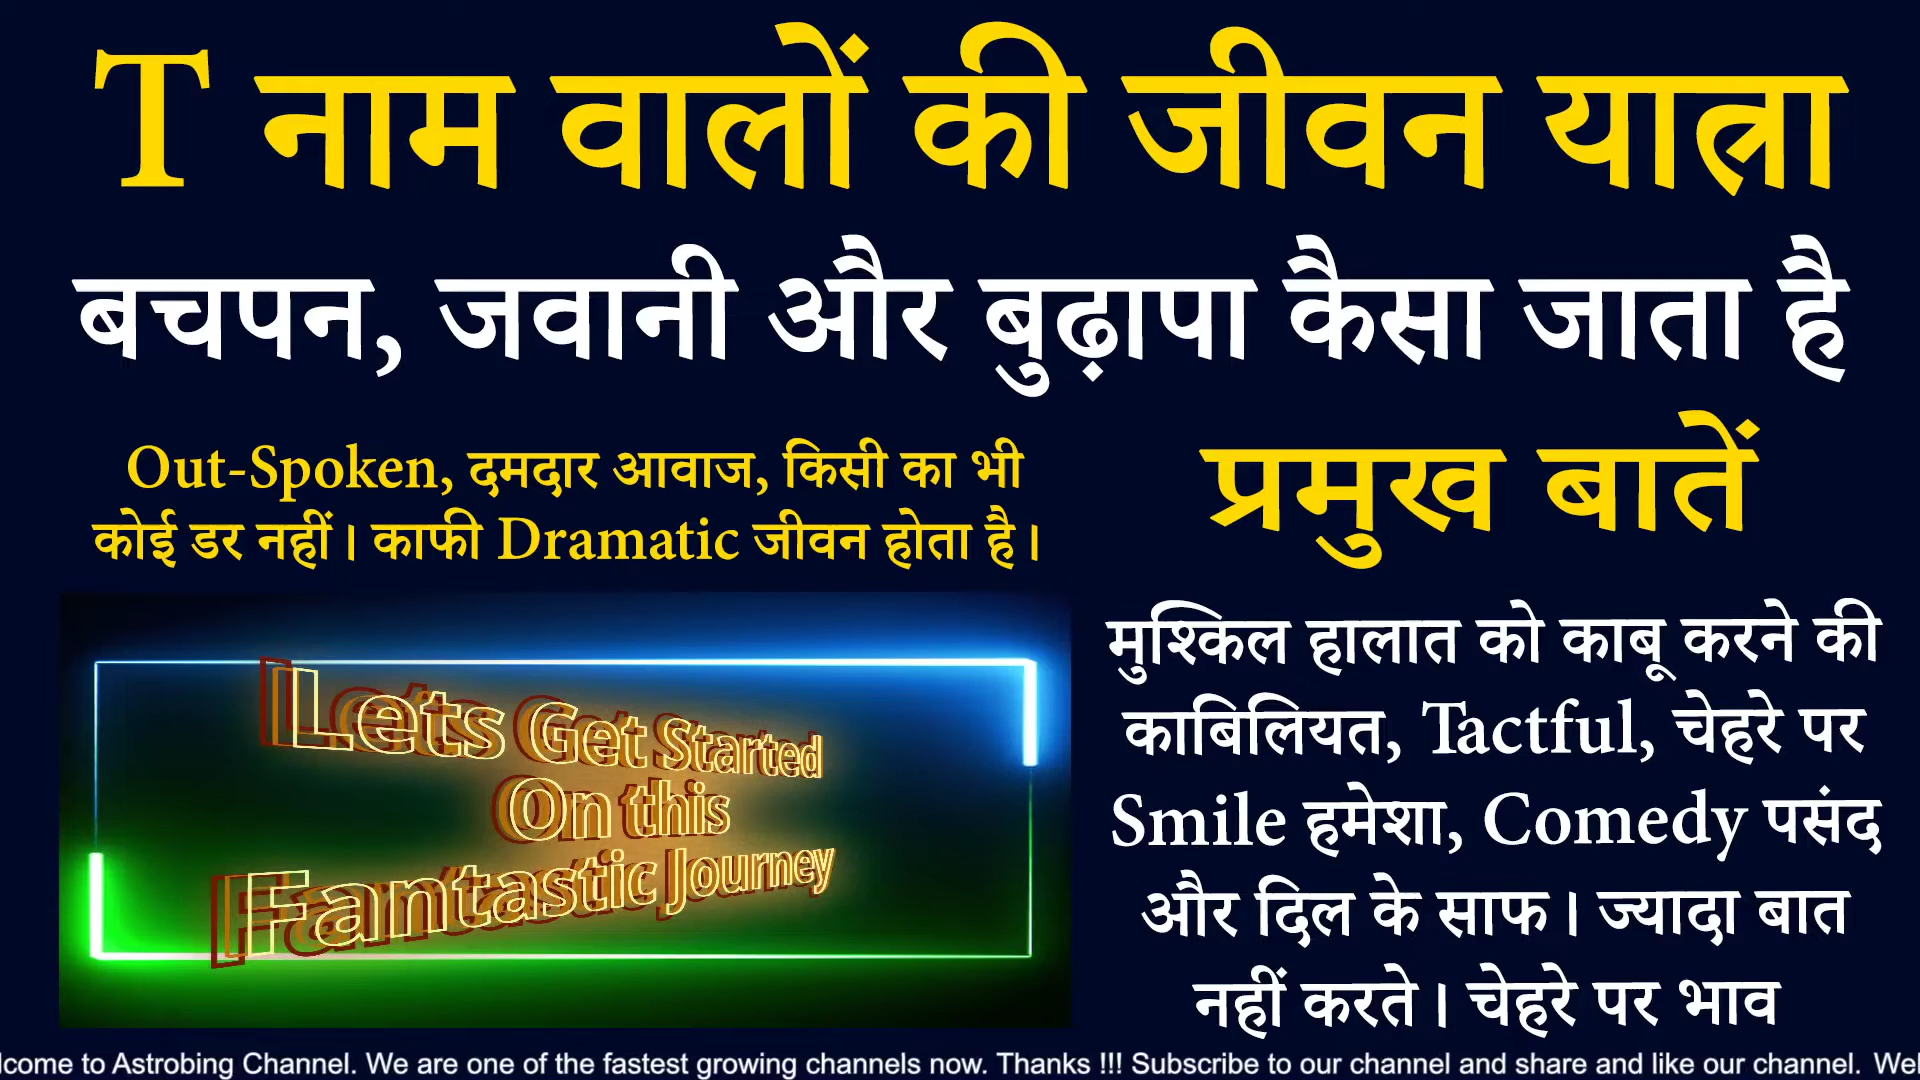 T नाम वालों की जीवन यात्रा
बचपन, जवानी और बुढ़ापा कैसा जाता है
Out-Spoken, दमदार आवाज, किसी का भी
कोई डर नहीं। काफी Dramatic जीवन होता है।
Lets Get Started
On this
Fantastic Journey
प्रमुख बातें
मुश्किल हालात को काबू करने की
काबिलियत, Tactful, चेहरे पर
Smile हमेशा, Comedy पसंद
और दिल के साफ। ज्यादा बात
नहीं करते। चेहरे पर भाव
lcome to Astrobing Channel. We are one of the fastest growing channels now. Thanks !!! Subscribe to our channel and share and like our channel. Wel